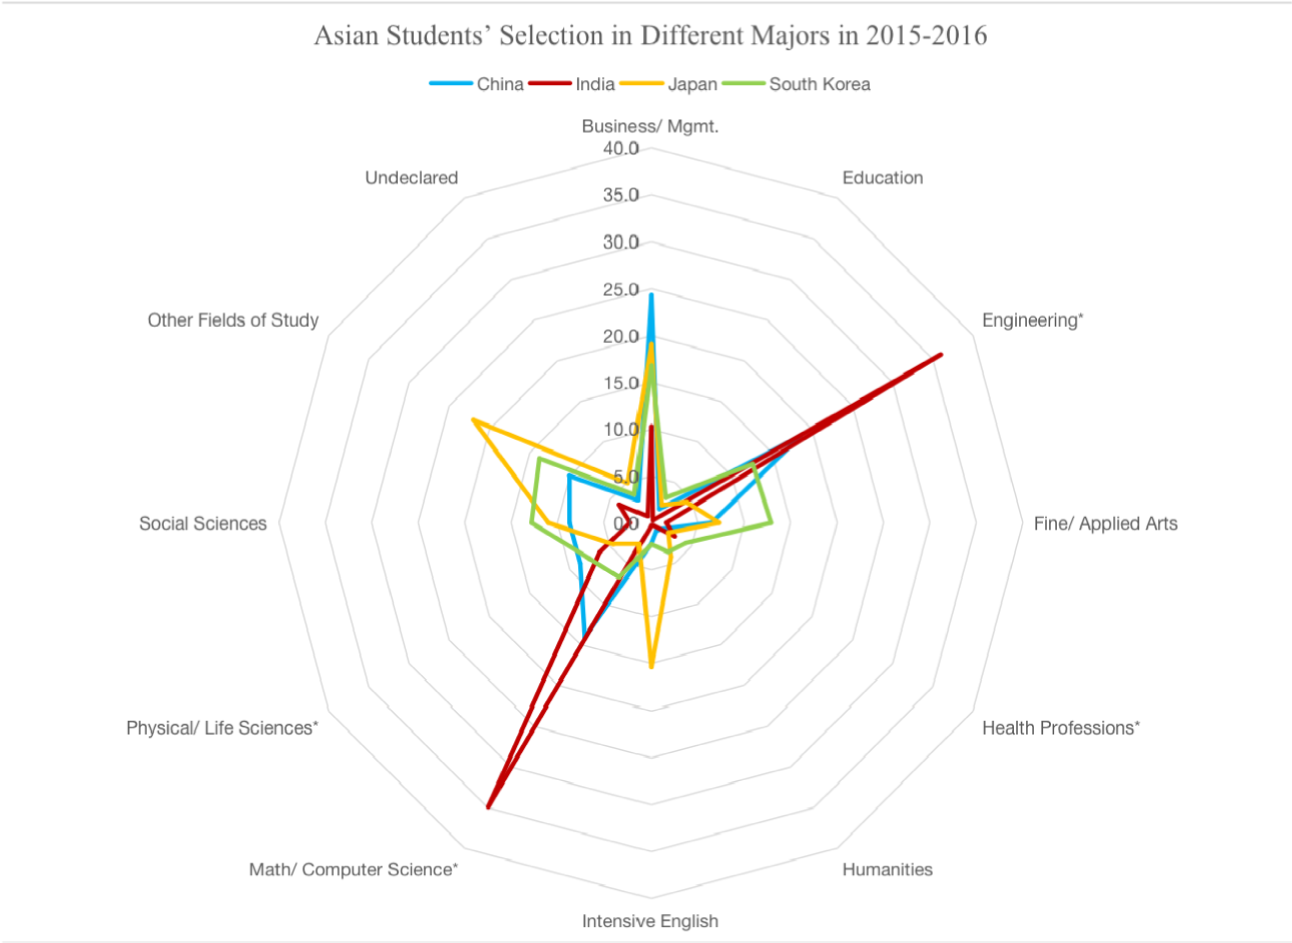 Asian Students’ Selection in Different Majors in 2015-2016
China India Japan South Korea
Business/ Mgmt.
40.0
Undeclared
Education
35.0
30.0
25.0
Other Fields of Study
Engineering*
20.0
15.0
10.0
5.0
Social Sciences
0.0
Fine/ Applied Arts
Physical/ Life Sciences*
Health Professions*
Math/ Computer Science*
Humanities
Intensive English